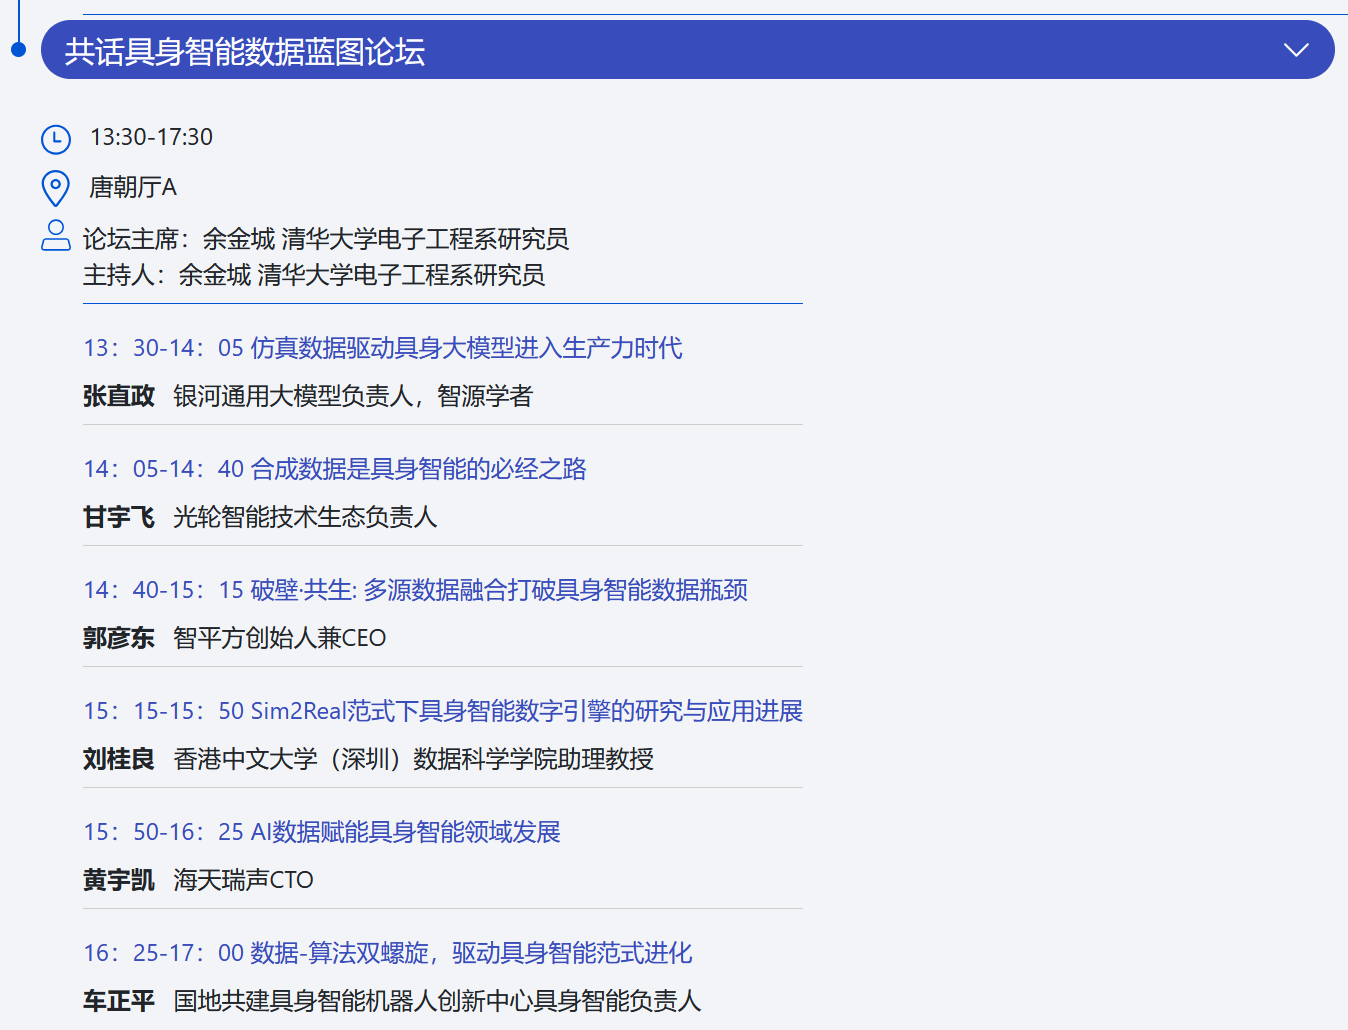 共话具身智能数据蓝图论坛
13:30-17:30
唐朝厅A
论坛主席：余金城 清华大学电子工程系研究员
主持人：余金城 清华大学电子工程系研究员
13：30-14：05 仿真数据驱动具身大模型进入生产力时代
张直政 银河通用大模型负责人，智源学者
14：05-14：40 合成数据是具身智能的必经之路
甘宇飞 光轮智能技术生态负责人
14：40-15：15 破壁·共生: 多源数据融合打破具身智能数据瓶颈
郭彦东 智平方创始人兼CEO
15：15-15：50 Sim2Real范式下具身智能数字引擎的研究与应用进展
刘桂良 香港中文大学（深圳）数据科学学院助理教授
15：50-16：25 AI数据赋能具身智能领域发展
黄宇凯 海天瑞声CTO
16：25-17：00 数据-算法双螺旋，驱动具身智能范式进化
车正平 国地共建具身智能机器人创新中心具身智能负责人